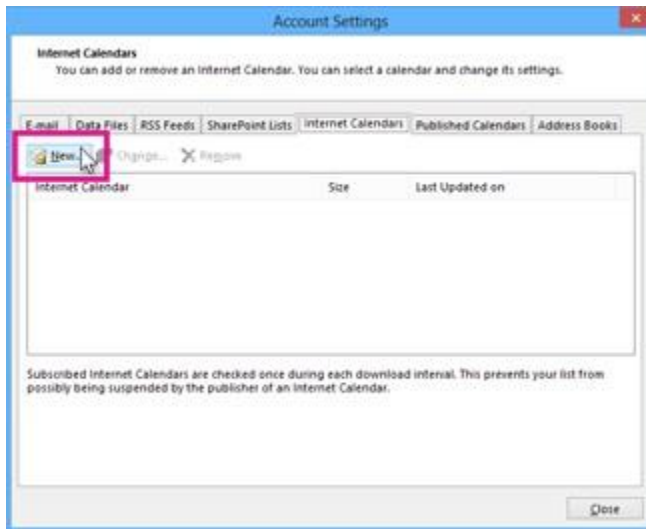 Account Settings
Internet Calendars
You can add or remove an Internet Calendar. You can select a calendar and change its settings.
E-mail Data Files RSS Feeds SharePoint Lists Internet Calendars Published Calendars Address Books
New... Change... Remove
Internet Calendar Size Last Updated on
Subscribed Internet Calendars are checked once during each download interval. This prevents your list from
possibly being suspended by the publisher of an Internet Calendar.
Close